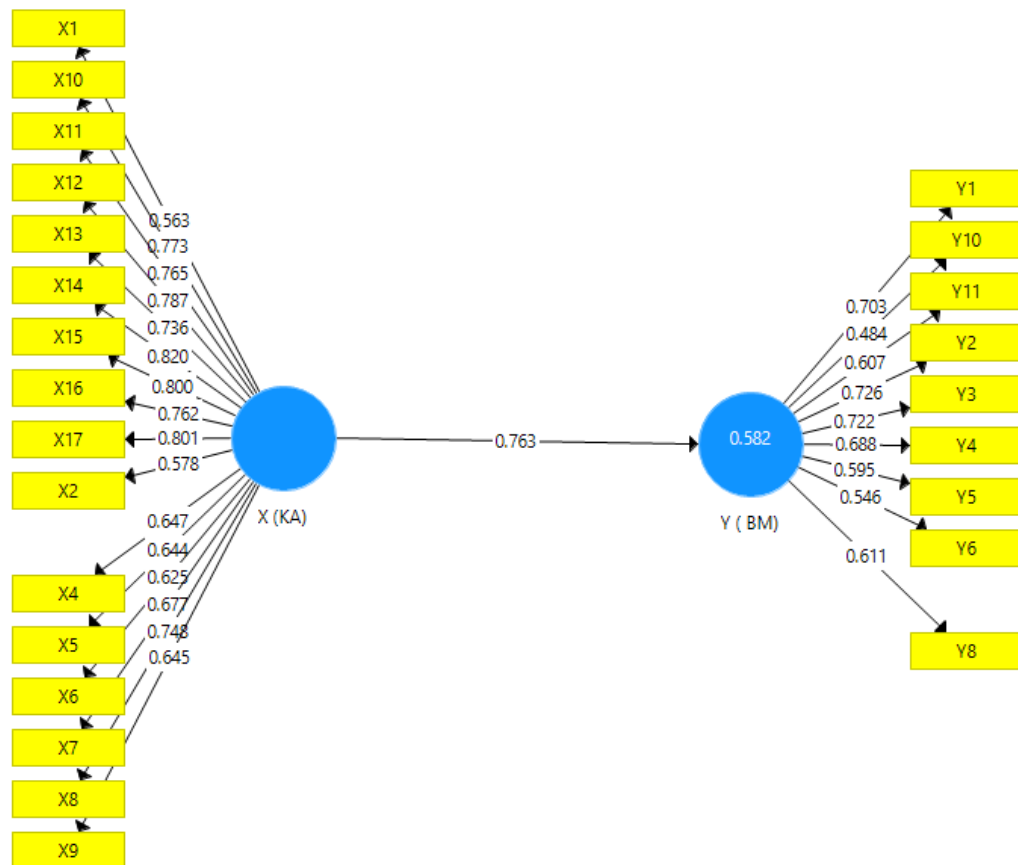 X1
X10
X11
X12
X13
X14
X15
X16
X17
X2
X4
X5
X6
X7
X8
X9
0.563
0.773
0.765
0.787
0.736
0.820
0.800
0.762
0.801
0.578
0.647
0.644
0.625
0.677
0.748
0.645
X (KA)
0.763
0.582
Y ( BM)
0.703
0.484
0.607
0.726
0.722
0.688
0.595
0.546
0.611
Y1
Y10
Y11
Y2
Y3
Y4
Y5
Y6
Y8